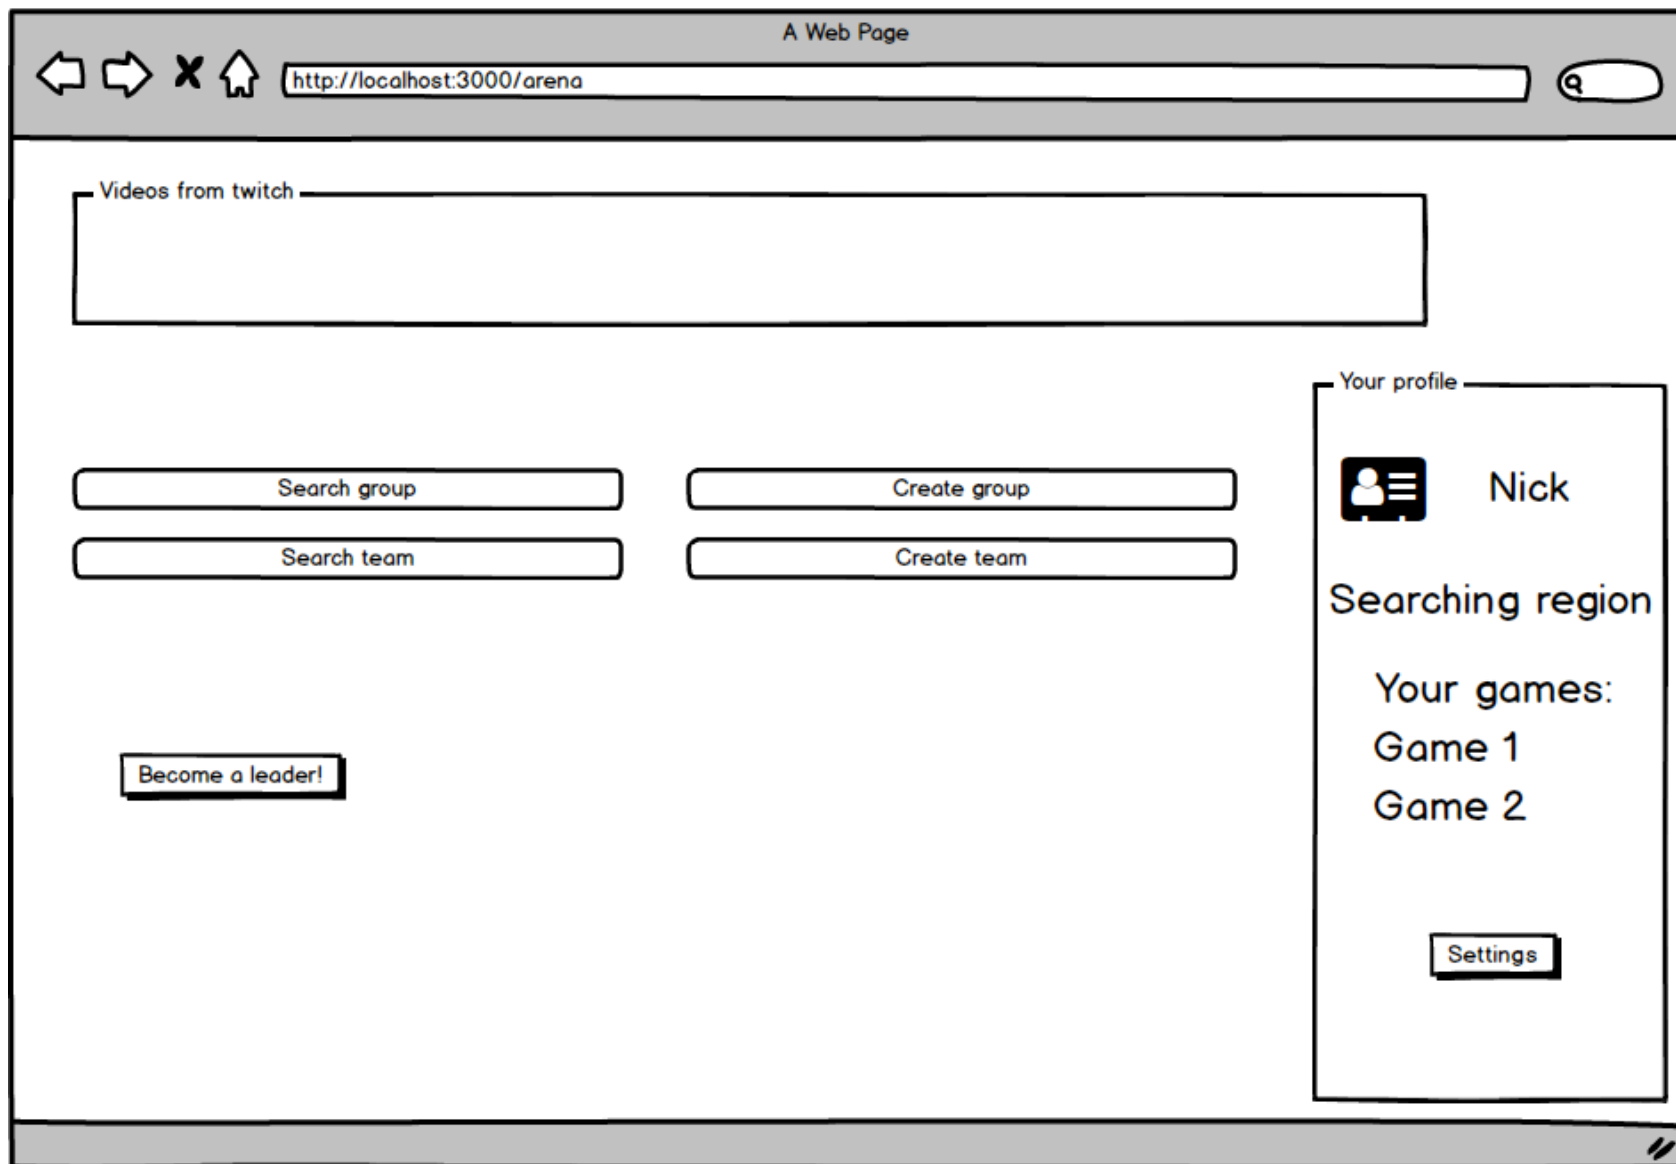 A Web Page
http://localhost:3000/arena
Videos from twitch
Your profile
Nick
Search group
Create group
Search team
Create team
Searching region
Your games:
Game 1
Game 2
Become a leader!
Settings